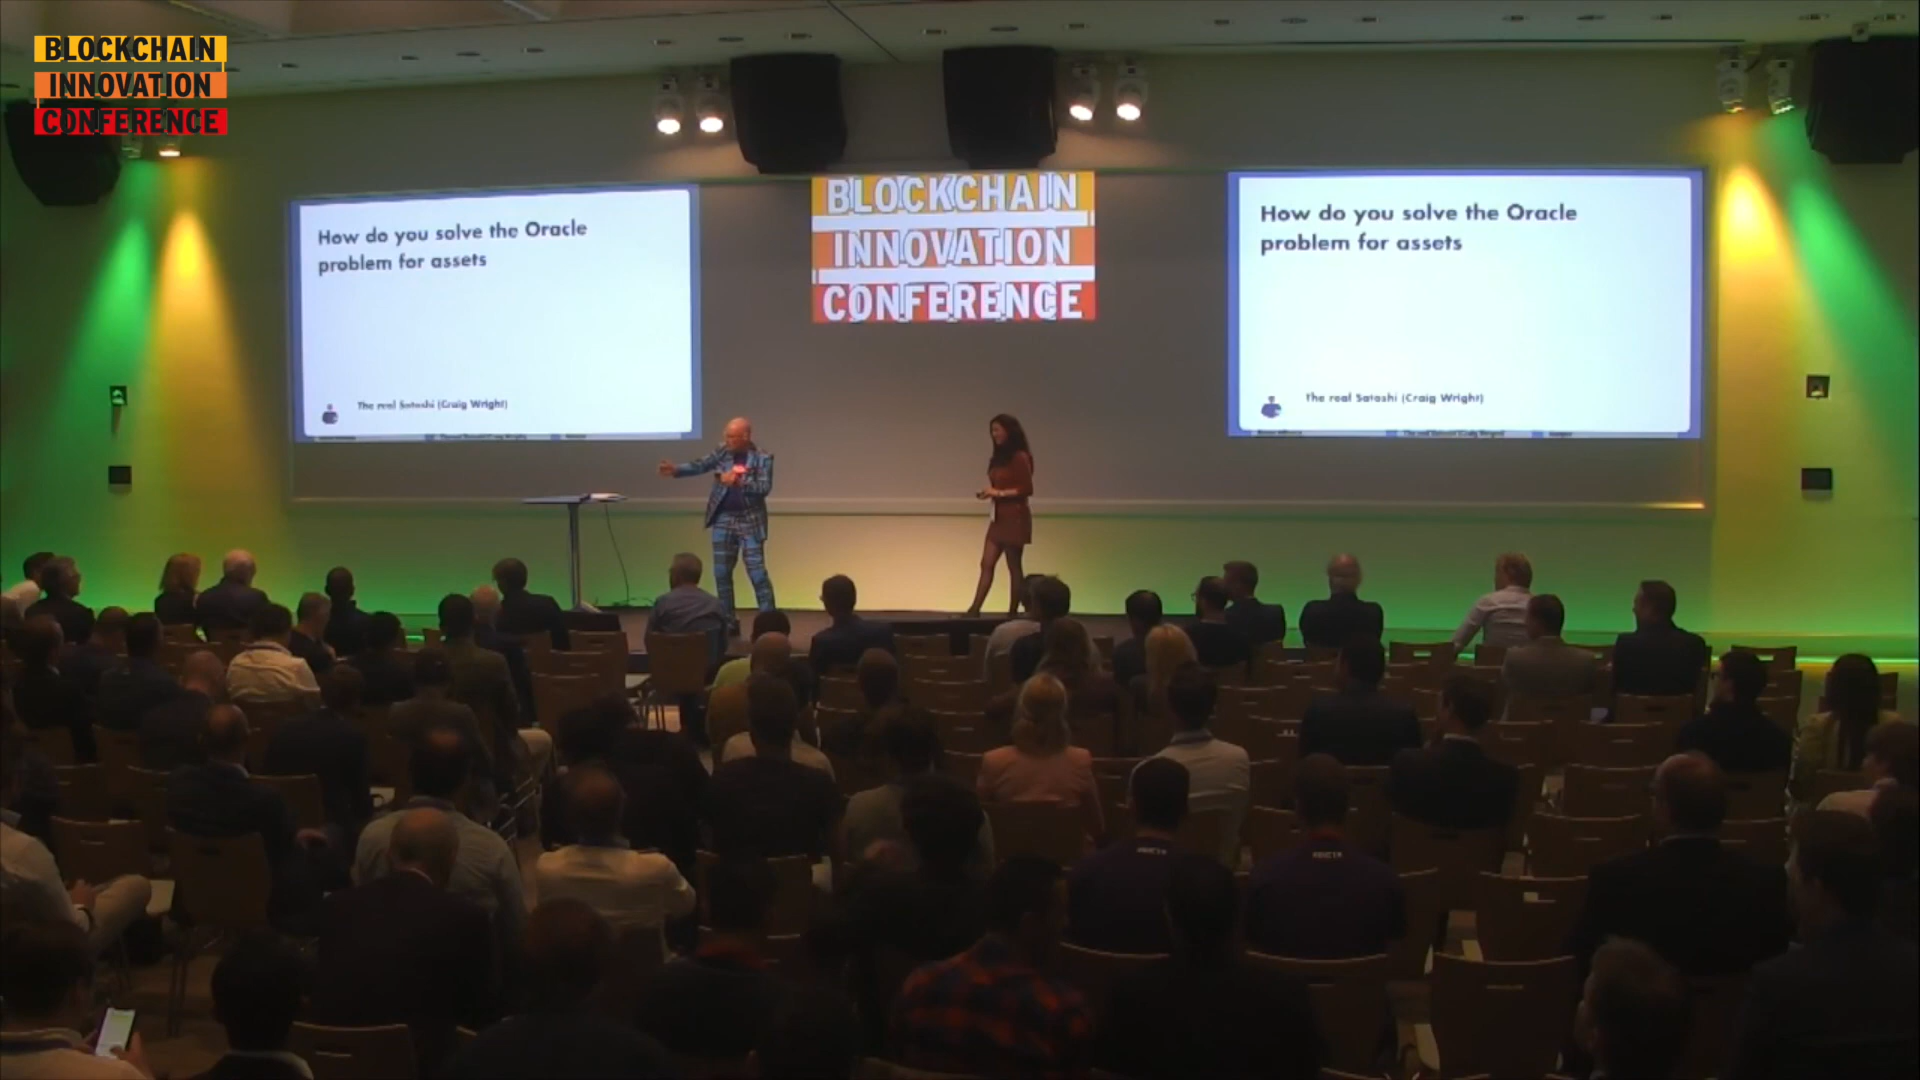 BLOCKCHAIN
INNOVATION
CONFERENCE
How do you solve the Oracle
problem for assets
The real Satoshi (Craig Wright)
BLOCKCHAIN
INNOVATION
CONFERENCE
How do you solve the Oracle
problem for assets
The real Satoshi (Craig Wright)